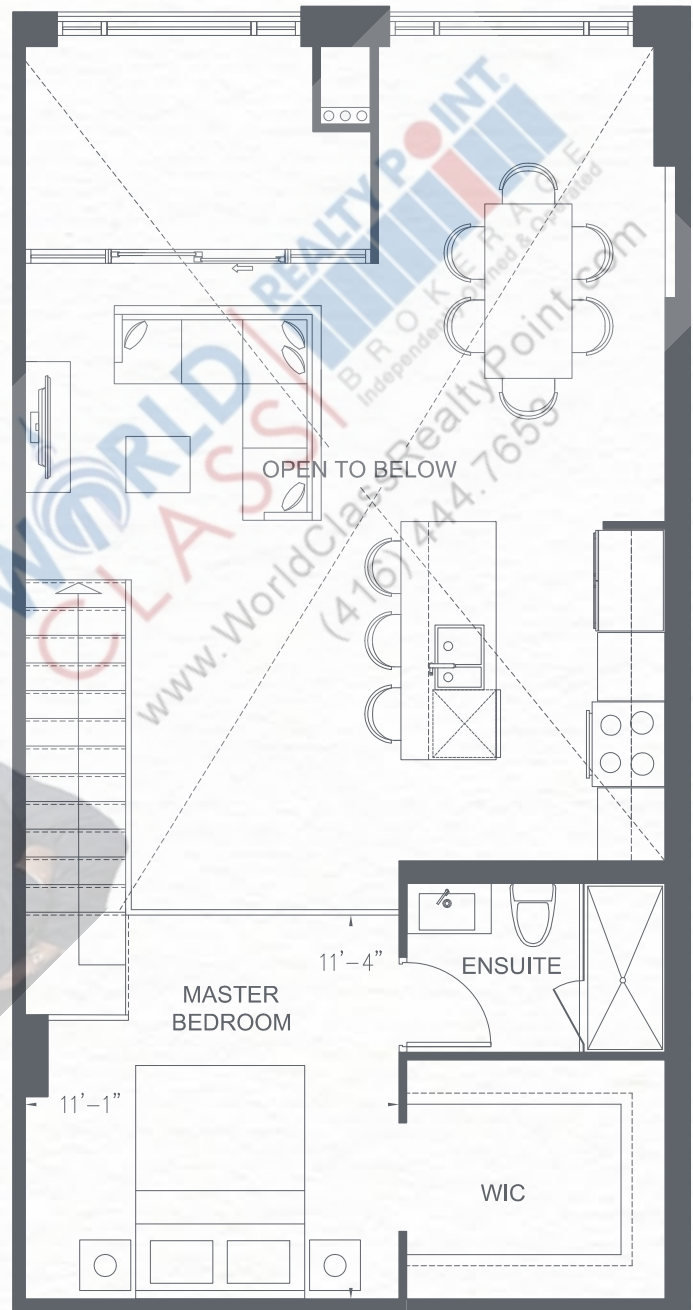 WORLD
CLASS
REALTY POINT.
BROKERAGE
Independently Owned & Operated
www.WorldClassRealtyPoint.com
(416) 444.7653
OPEN TO BELOW
11'-4"
ENSUITE
MASTER
BEDROOM
11'-1"
WIC